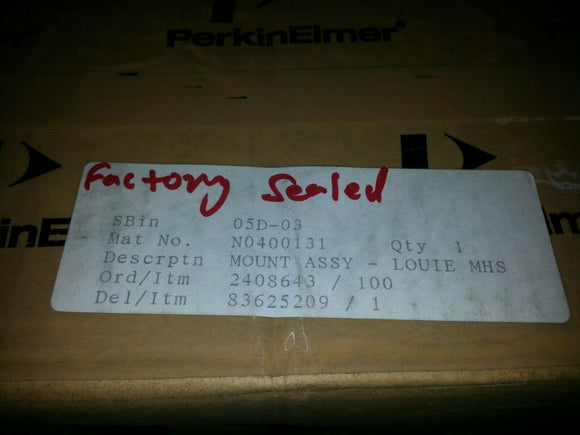 PerkinElmer
Factory Sealed
PerkinElmer
SBin 05D-03
Mat No. N0400131 Qty 1
Descrptn MOUNT ASSY - LOUIE MHS
Ord/Itm 2408643 / 100
Del/Itm 83625209 / 1